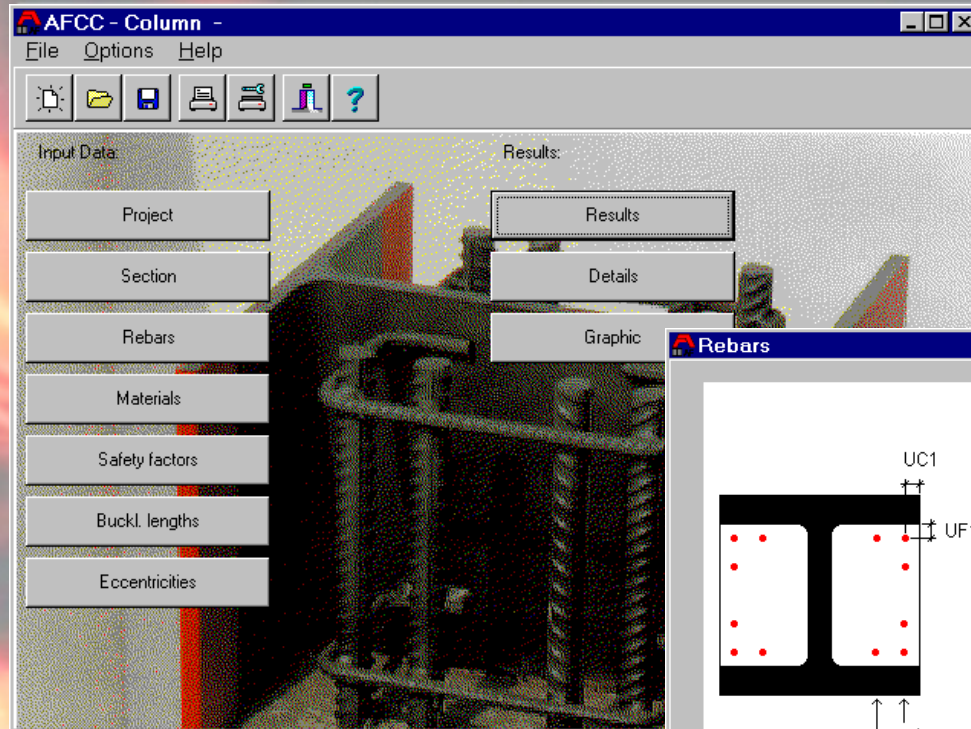 AFCC - Column -
File Options Help
Input Data:
Results:
Project
Results
Section
Details
Rebars
Graphic
Materials
Safety factors
Buckl. lengths
Eccentricities
Rebars
UC1